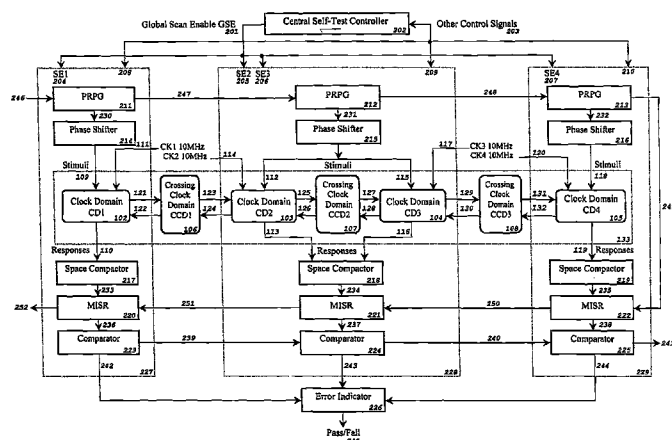 Global Scan Enable GSE
201
Central Self-Test Controller
202
Other Control Signals
203
SE1
204
208
SE2
205
SE3
206
209
SE4
207
210
246
PRPG
211
247
PRPG
212
248
PRPG
213
230
231
232
Phase Shifter
214
Phase Shifter
215
Phase Shifter
216
Stimuli
109
111
CK1 10MHz
CK2 10MHz
114
112
Stimuli
115
117
CK3 10MHz
CK4 10MHz
120
Stimuli
118
Clock Domain
CD1
102
121
122
Crossing
Clock
Domain
CCD1
106
123
124
Clock Domain
CD2
103
125
126
Crossing
Clock
Domain
CCD2
107
127
128
Clock Domain
CD3
104
129
130
Crossing
Clock
Domain
CCD3
108
131
132
Clock Domain
CD4
105
133
110
Responses
113
Responses
116
119
Responses
Space Compactor
217
Space Compactor
218
Space Compactor
219
233
234
235
252
MISR
220
251
MISR
221
250
MISR
222
236
237
238
Comparator
223
239
Comparator
224
240
Comparator
225
242
227
243
228
244
229
Error Indicator
226
Pass/Fail